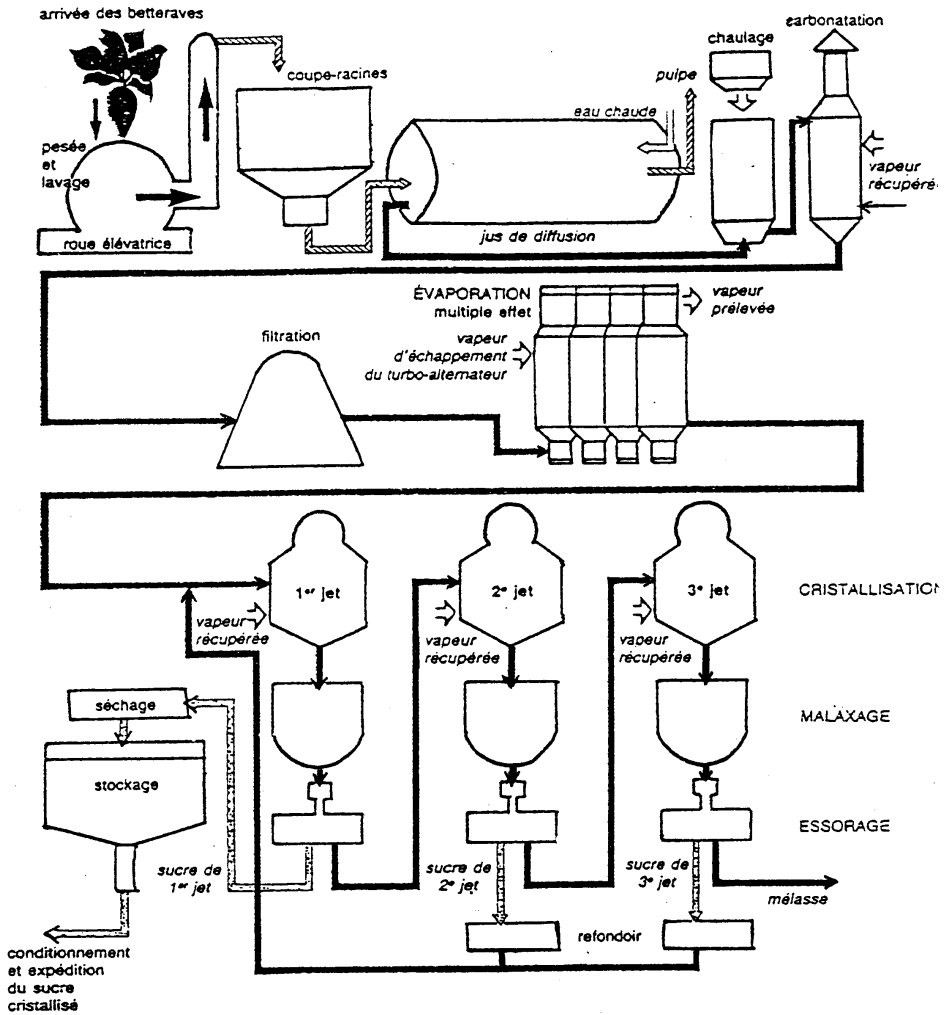 arrivée des betteraves
carbonatation
chaulage
coupe-racines
pulpe
eau chaude
pesée
et
lavage
vapeur
récupérée
roue élévatrice
jus de diffusion
ÉVAPORATION
multiple effet
vapeur
prélevée
filtration
vapeur
d'échappement
du turbo-alternateur
1er jet
2e jet
3e jet
CRISTALLISATION
vapeur
récupérée
vapeur
récupérée
vapeur
récupérée
séchage
MALAXAGE
stockage
ESSORAGE
sucre de
1er jet
sucre de
2e jet
sucre de
3e jet
mélasse
refondoir
conditionnement
et expédition
du sucre
cristallisé